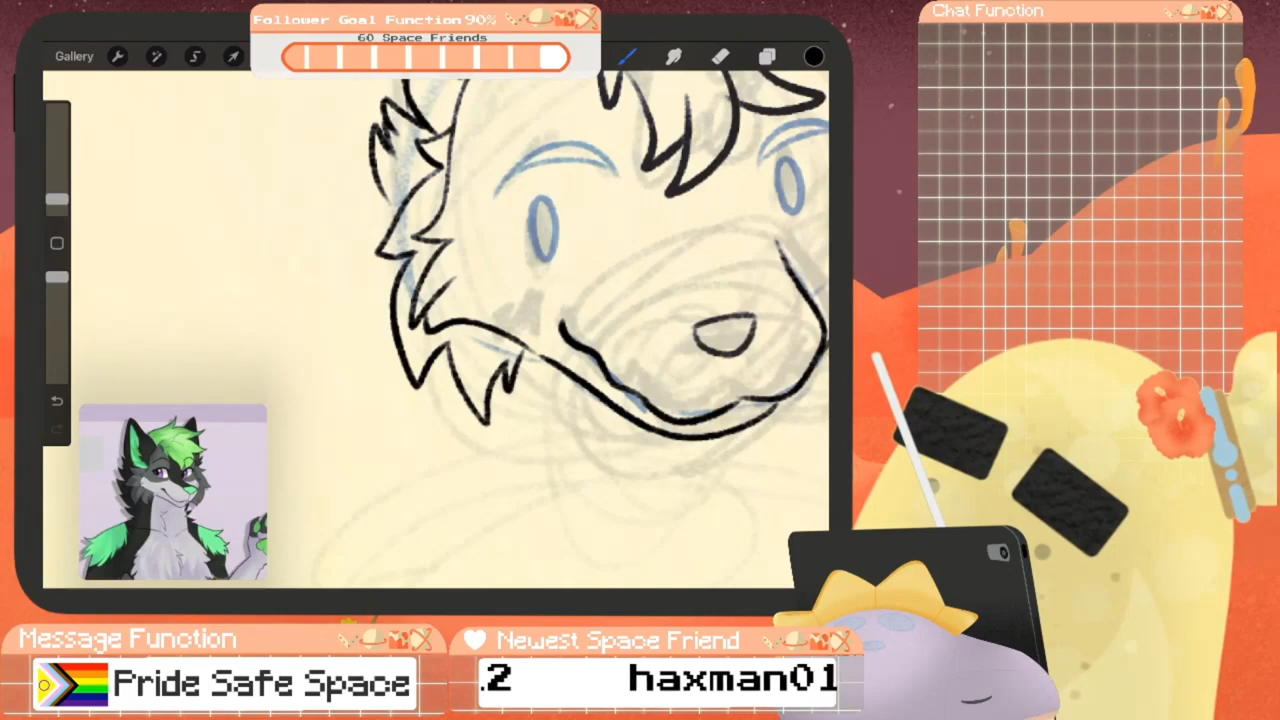 Follower Goal Function 90%
60 Space Friends
Chat Function
Gallery
Message Function
Pride Safe Space
Newest Space Friend
.2 haxman01